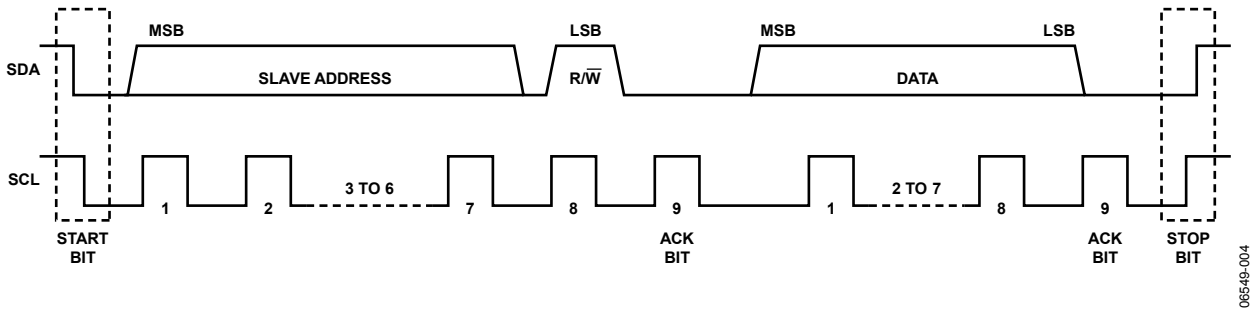 MSB LSB MSB LSB
SDA SLAVE ADDRESS R/W̅ DATA
SCL 1 2 3 TO 6 7 8 9 1 2 TO 7 8 9
START BIT ACK BIT ACK BIT STOP BIT
06549-004